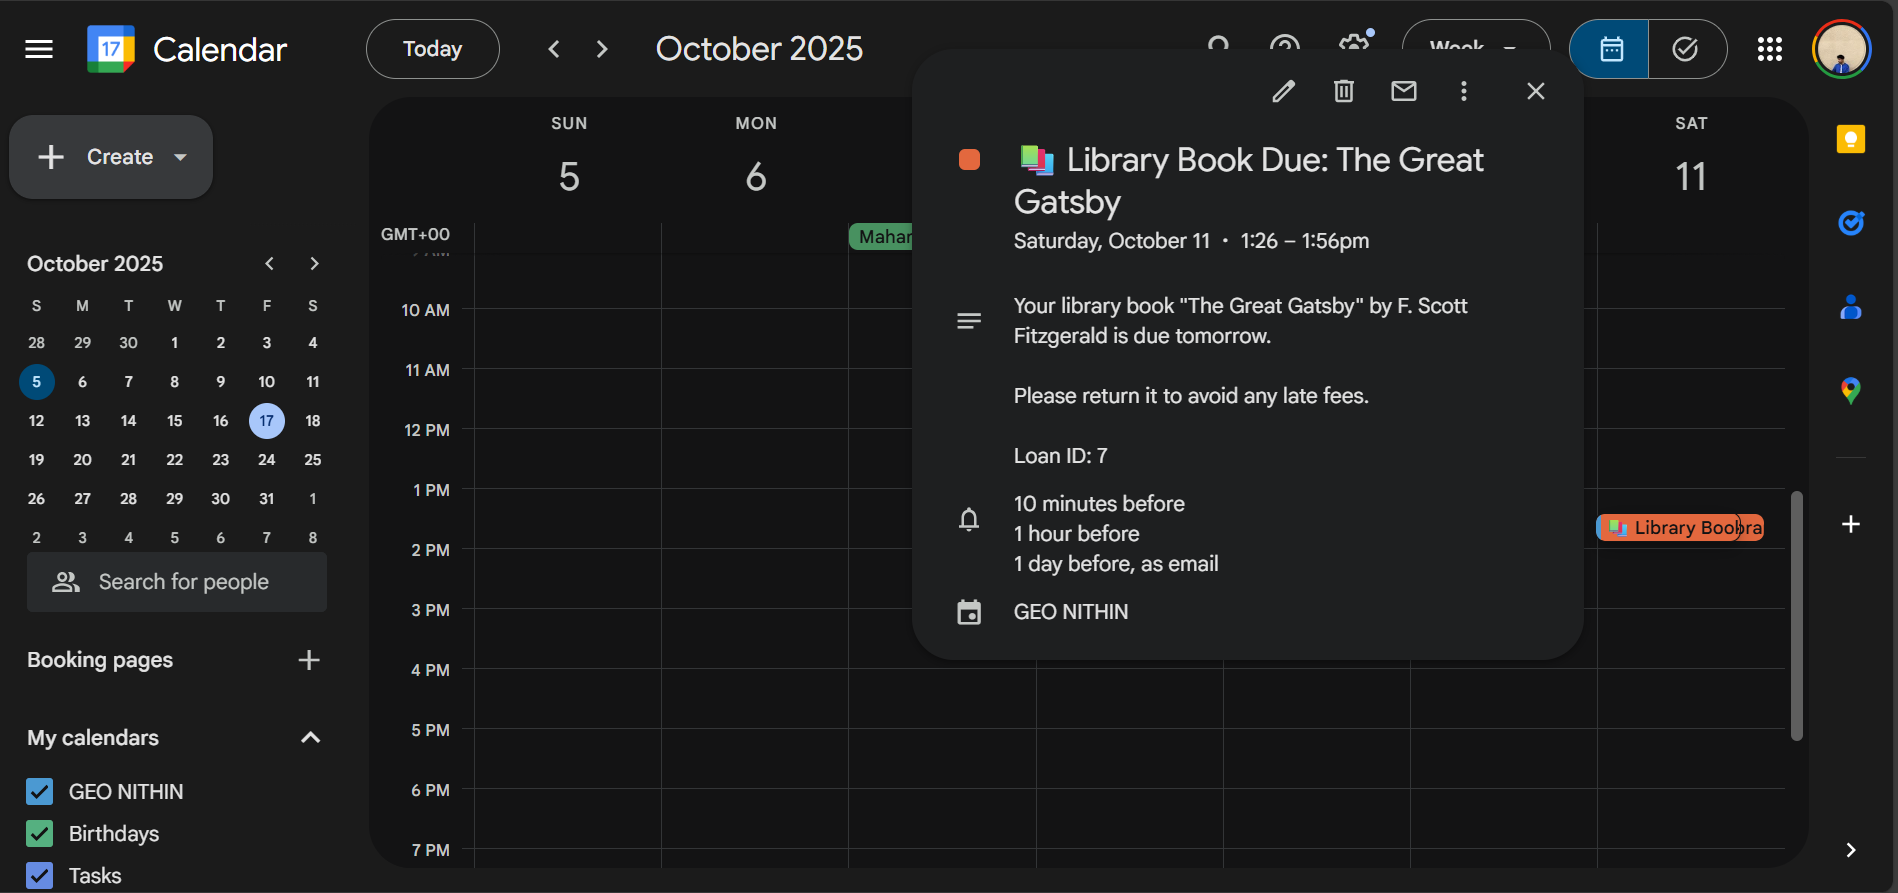 17 Calendar
Today
October 2025
Week
Create
October 2025
S M T W T F S
28 29 30 1 2 3 4
5 6 7 8 9 10 11
12 13 14 15 16 17 18
19 20 21 22 23 24 25
26 27 28 29 30 31 1
2 3 4 5 6 7 8
Search for people
Booking pages
My calendars
GEO NITHIN
Birthdays
Tasks
SUN
5
MON
6
SAT
11
GMT+00
Mahar
10 AM
11 AM
12 PM
1 PM
2 PM
3 PM
4 PM
5 PM
6 PM
7 PM
Library Book Due: The Great
Gatsby
Saturday, October 11 • 1:26 – 1:56pm
Your library book "The Great Gatsby" by F. Scott
Fitzgerald is due tomorrow.
Please return it to avoid any late fees.
Loan ID: 7
10 minutes before
1 hour before
1 day before, as email
GEO NITHIN
Library Boo